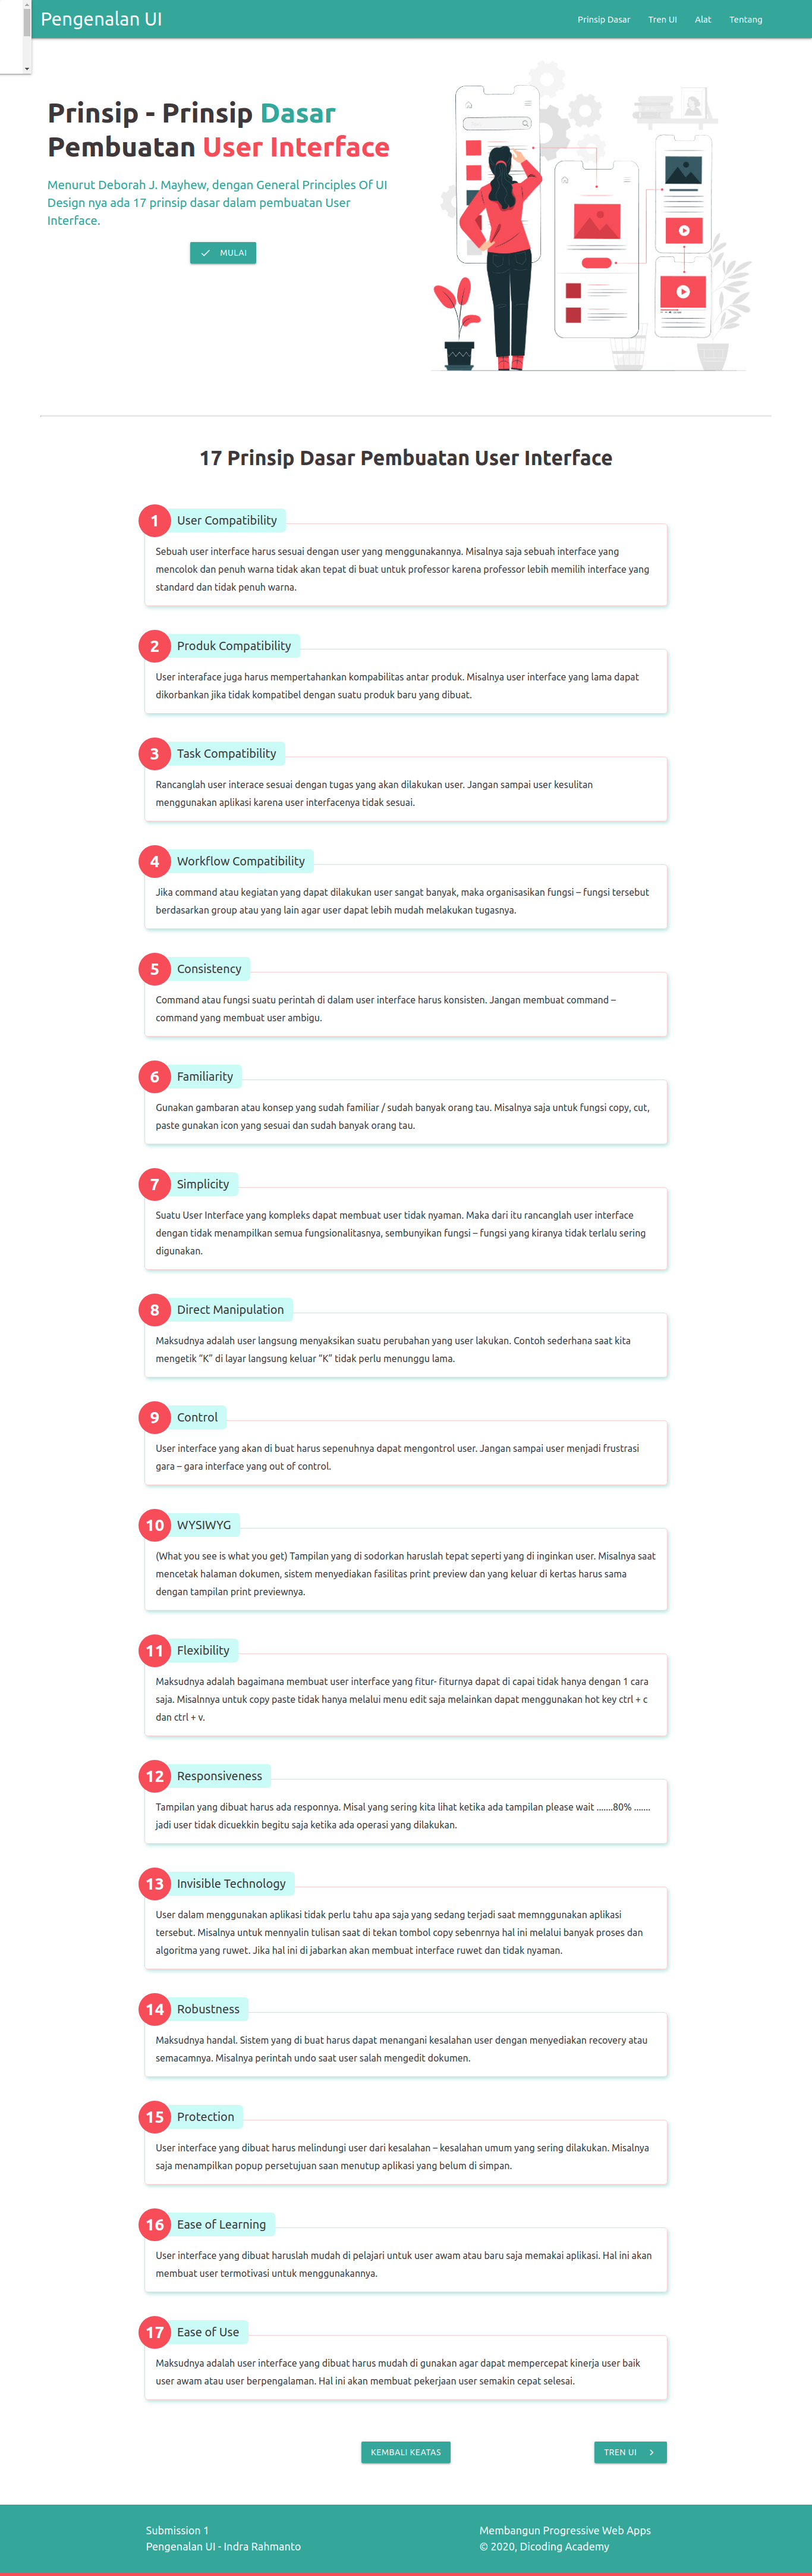 Pengenalan UI
Prinsip Dasar Tren UI Alat Tentang
Prinsip - Prinsip Dasar
Pembuatan User Interface
Menurut Deborah J. Mayhew, dengan General Principles Of UI
Design nya ada 17 prinsip dasar dalam pembuatan User
Interface.
MULAI
17 Prinsip Dasar Pembuatan User Interface
1 User Compatibility
Sebuah user interface harus sesuai dengan user yang menggunakannya. Misalnya saja sebuah interface yang
mencolok dan penuh warna tidak akan tepat di buat untuk professor karena professor lebih memilih interface yang
standard dan tidak penuh warna.
2 Produk Compatibility
User interaface juga harus mempertahankan kompabilitas antar produk. Misalnya user interface yang lama dapat
dikorbankan jika tidak kompatibel dengan suatu produk baru yang dibuat.
3 Task Compatibility
Rancanglah user interace sesuai dengan tugas yang akan dilakukan user. Jangan sampai user kesulitan
menggunakan aplikasi karena user interfacenya tidak sesuai.
4 Workflow Compatibility
Jika command atau kegiatan yang dapat dilakukan user sangat banyak, maka organisasikan fungsi – fungsi tersebut
berdasarkan group atau yang lain agar user dapat lebih mudah melakukan tugasnya.
5 Consistency
Command atau fungsi suatu perintah di dalam user interface harus konsisten. Jangan membuat command –
command yang membuat user ambigu.
6 Familiarity
Gunakan gambaran atau konsep yang sudah familiar / sudah banyak orang tau. Misalnya saja untuk fungsi copy, cut,
paste gunakan icon yang sesuai dan sudah banyak orang tau.
7 Simplicity
Suatu User Interface yang kompleks dapat membuat user tidak nyaman. Maka dari itu rancanglah user interface
dengan tidak menampilkan semua fungsionalitasnya, sembunyikan fungsi – fungsi yang kiranya tidak terlalu sering
digunakan.
8 Direct Manipulation
Maksudnya adalah user langsung menyaksikan suatu perubahan yang user lakukan. Contoh sederhana saat kita
mengetik “K” di layar langsung keluar “K” tidak perlu menunggu lama.
9 Control
User interface yang akan di buat harus sepenuhnya dapat mengontrol user. Jangan sampai user menjadi frustrasi
gara – gara interface yang out of control.
10 WYSIWYG
(What you see is what you get) Tampilan yang di sodorkan haruslah tepat seperti yang di inginkan user. Misalnya saat
mencetak halaman dokumen, sistem menyediakan fasilitas print preview dan yang keluar di kertas harus sama
dengan tampilan print previewnya.
11 Flexibility
Maksudnya adalah bagaimana membuat user interface yang fitur- fiturnya dapat di capai tidak hanya dengan 1 cara
saja. Misalnnya untuk copy paste tidak hanya melalui menu edit saja melainkan dapat menggunakan hot key ctrl + c
dan ctrl + v.
12 Responsiveness
Tampilan yang dibuat harus ada responnya. Misal yang sering kita lihat ketika ada tampilan please wait .......80% .......
jadi user tidak dicuekkin begitu saja ketika ada operasi yang dilakukan.
13 Invisible Technology
User dalam menggunakan aplikasi tidak perlu tahu apa saja yang sedang terjadi saat memnggunakan aplikasi
tersebut. Misalnya untuk mennyalin tulisan saat di tekan tombol copy sebenrnya hal ini melalui banyak proses dan
algoritma yang ruwet. Jika hal ini di jabarkan akan membuat interface ruwet dan tidak nyaman.
14 Robustness
Maksudnya handal. Sistem yang di buat harus dapat menangani kesalahan user dengan menyediakan recovery atau
semacamnya. Misalnya perintah undo saat user salah mengedit dokumen.
15 Protection
User interface yang dibuat harus melindungi user dari kesalahan – kesalahan umum yang sering dilakukan. Misalnya
saja menampilkan popup persetujuan saan menutup aplikasi yang belum di simpan.
16 Ease of Learning
User interface yang dibuat haruslah mudah di pelajari untuk user awam atau baru saja memakai aplikasi. Hal ini akan
membuat user termotivasi untuk menggunakannya.
17 Ease of Use
Maksudnya adalah user interface yang dibuat harus mudah di gunakan agar dapat mempercepat kinerja user baik
user awam atau user berpengalaman. Hal ini akan membuat pekerjaan user semakin cepat selesai.
KEMBALI KEATAS
TREN UI
Submission 1
Pengenalan UI - Indra Rahmanto
Membangun Progressive Web Apps
© 2020, Dicoding Academy